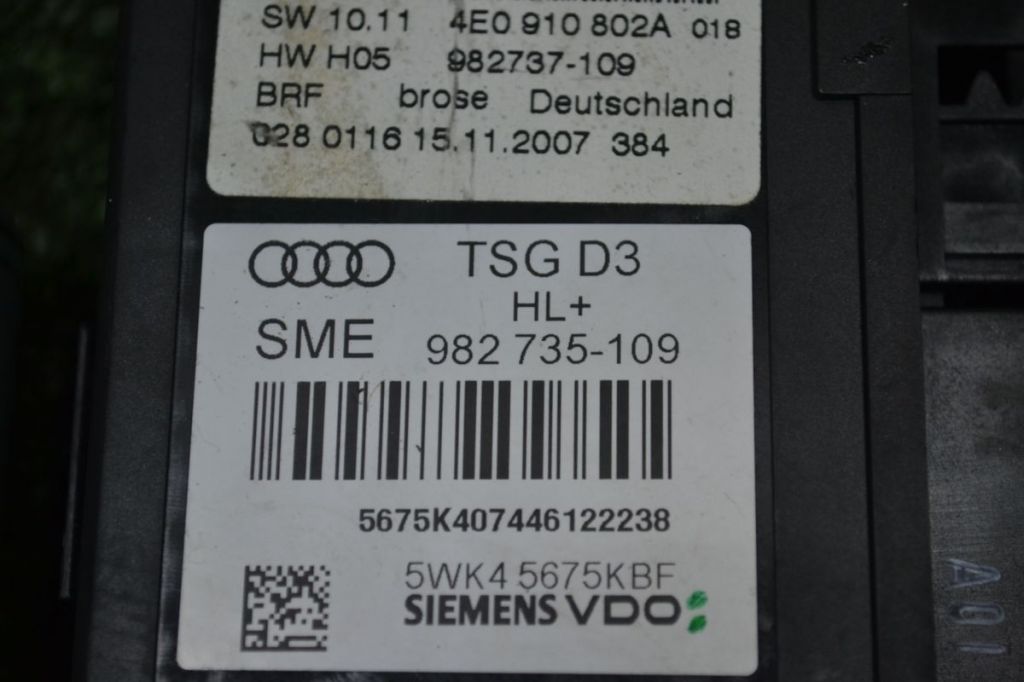 SW 10.11 4E0 910 802A 018
HW H05 982737-109
BRF brose Deutschland
028 0116 15.11.2007 384
TSG D3
HL+
SME 982 735-109
5675K407446122238
5WK4 5675KBF
SIEMENS VDO
A01